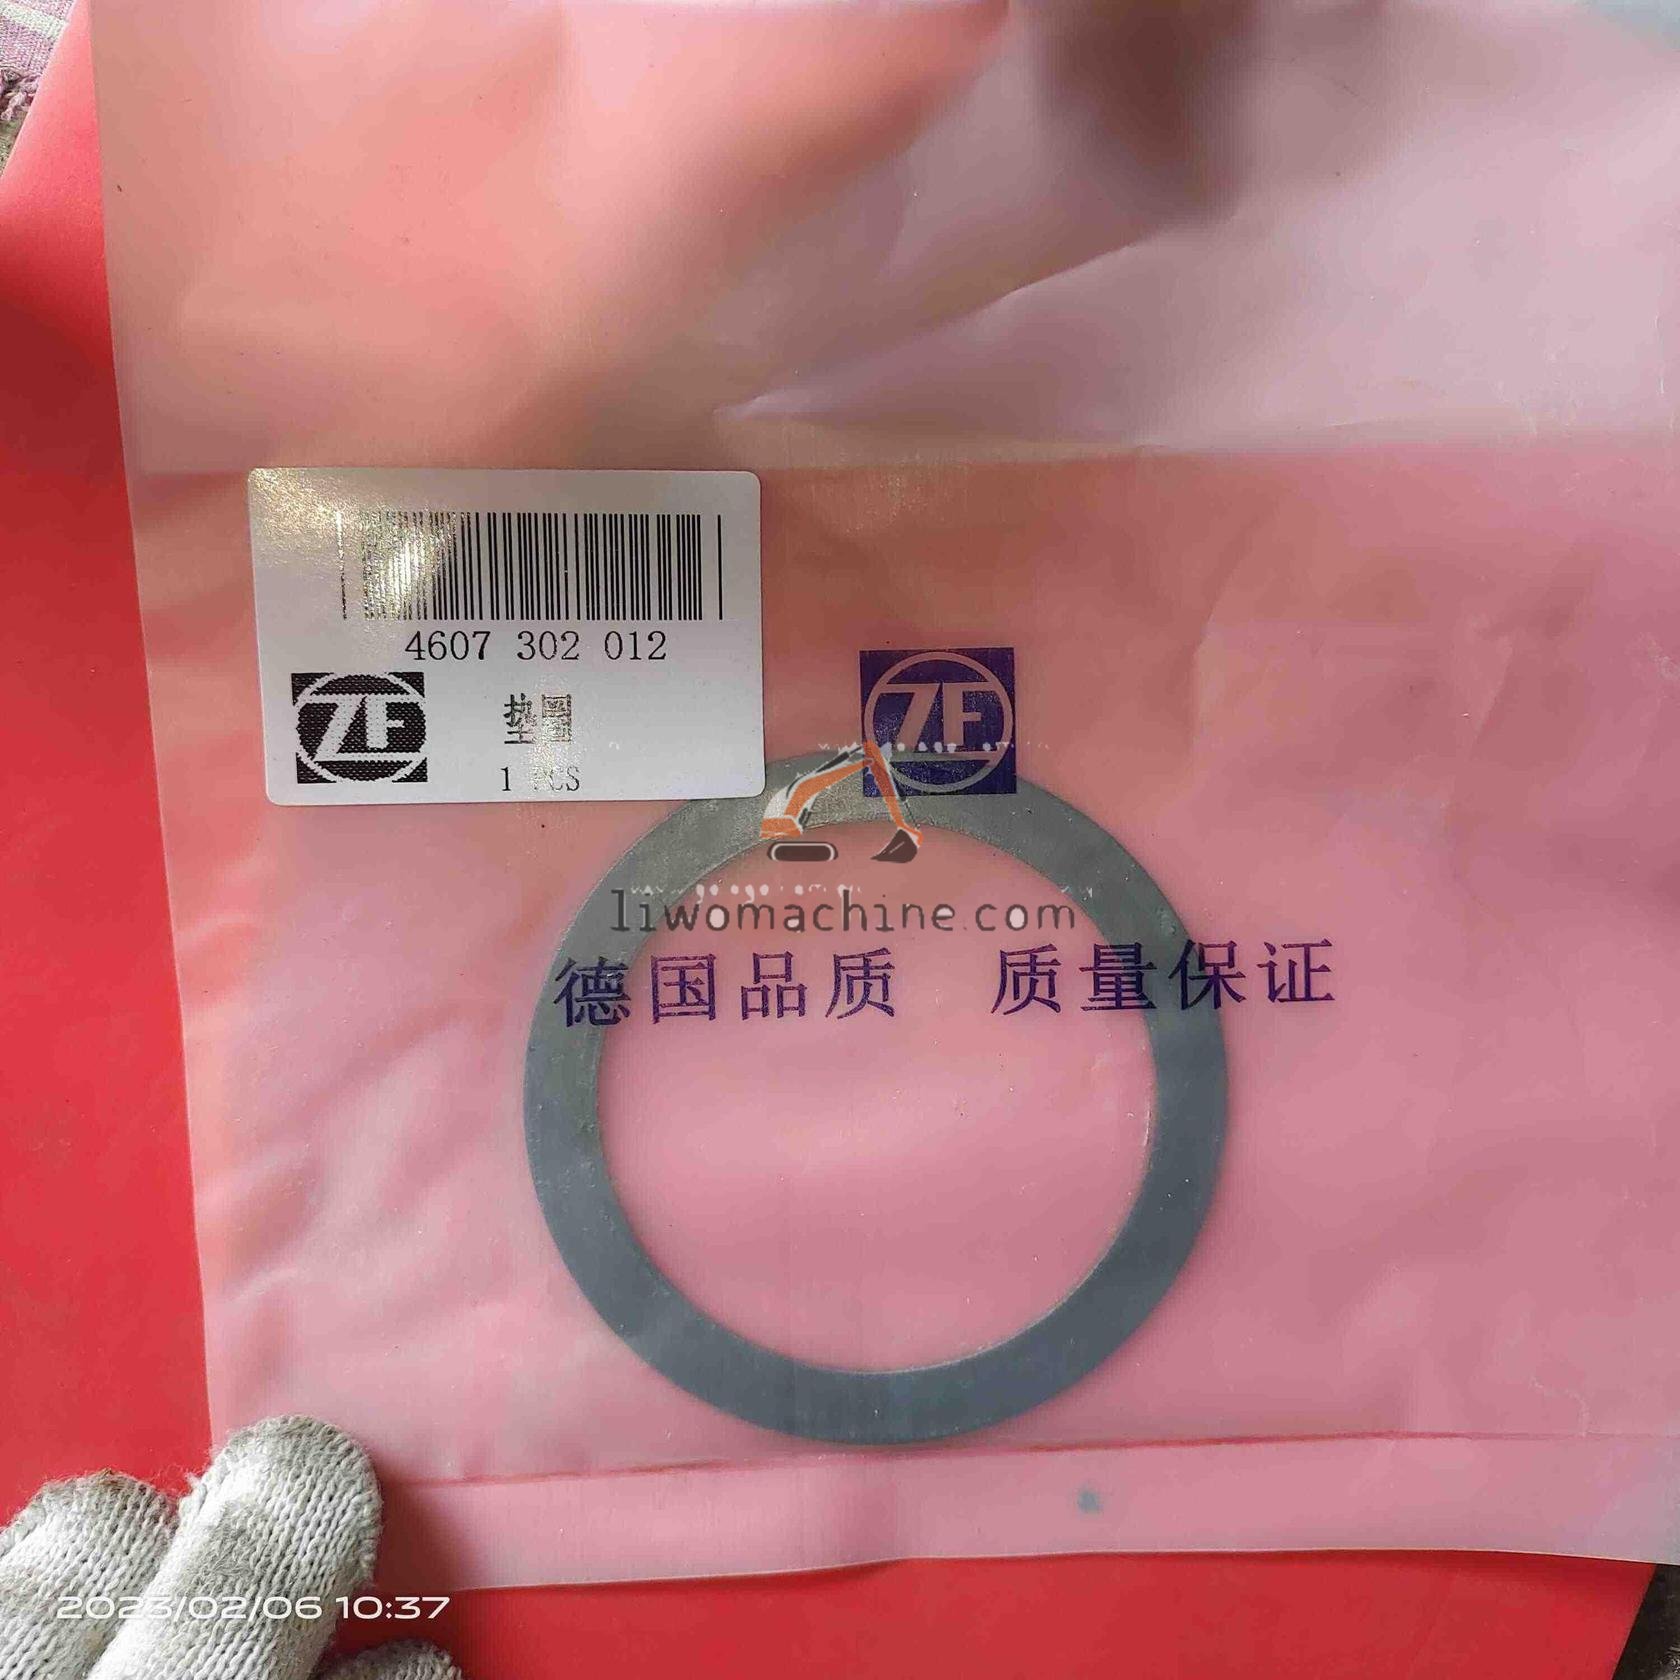 4607 302 012
ZF
垫圈
1 PCS
ZF
liwomachine.com
德国品质 质量保证
2023/02/06 10:37